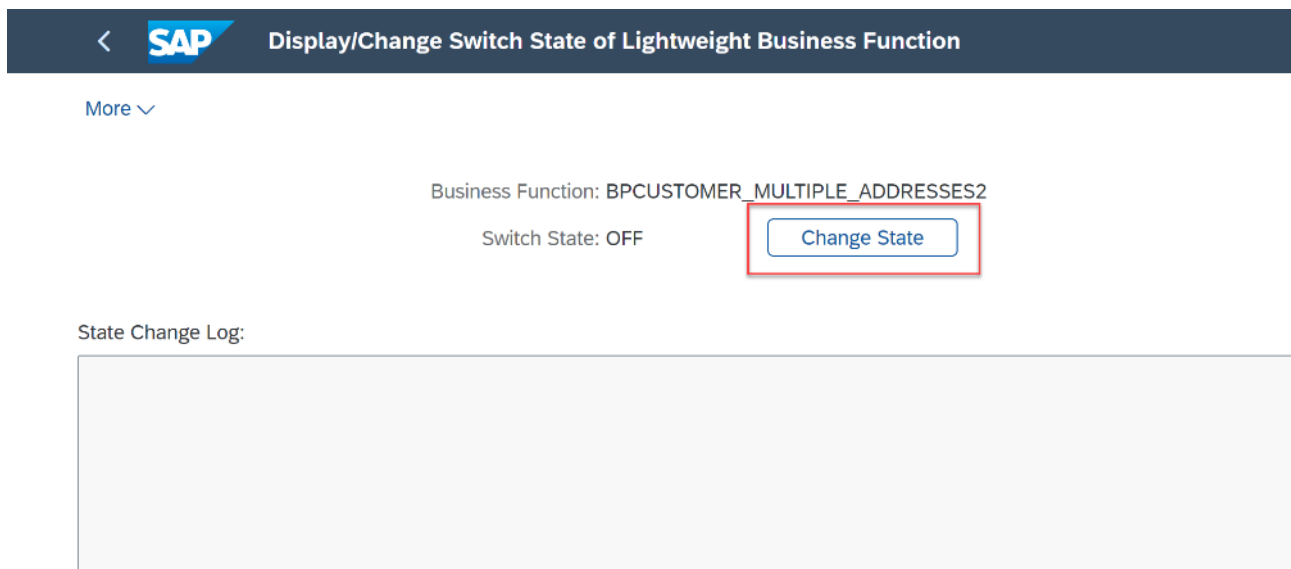 SAP Display/Change Switch State of Lightweight Business Function
More
Business Function: BPCUSTOMER_MULTIPLE_ADDRESSES2
Switch State: OFF Change State
State Change Log: